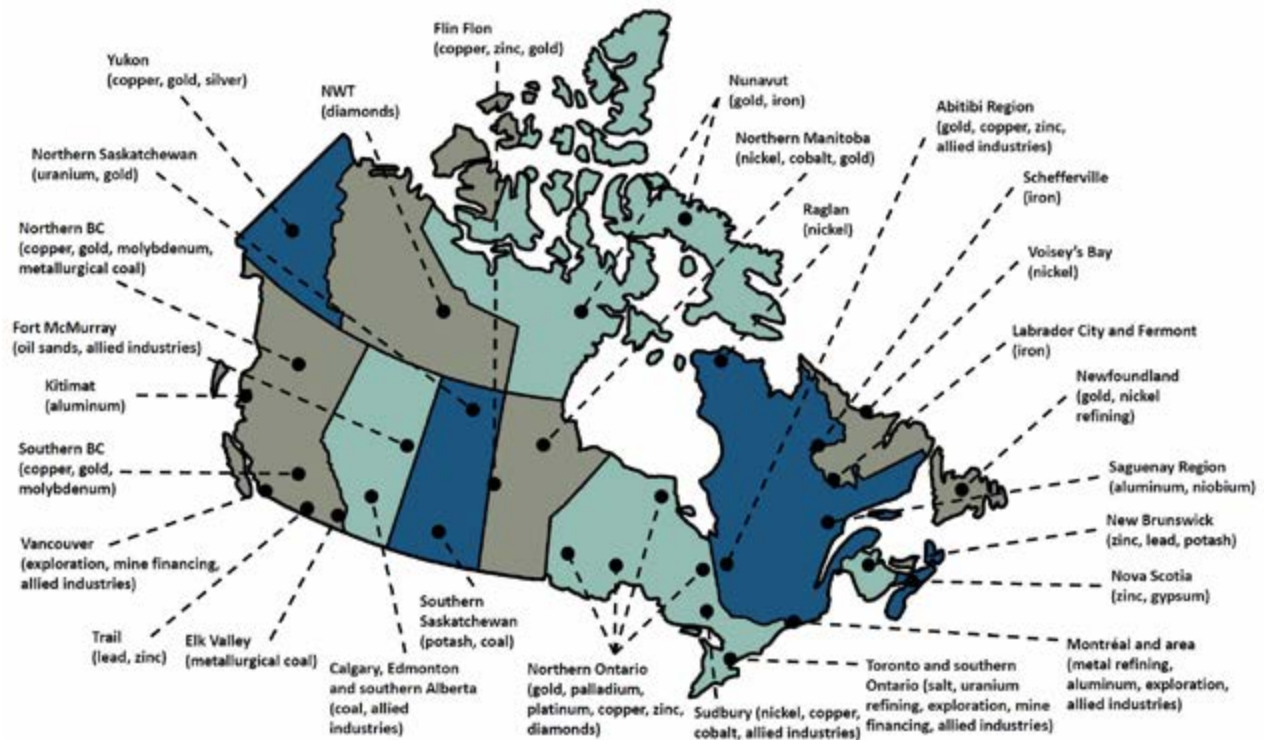 Flin Flon
(copper, zinc, gold)
Yukon
(copper, gold, silver)
NWT
(diamonds)
Nunavut
(gold, iron)
Abitibi Region
(gold, copper, zinc,
allied industries)
Northern Manitoba
(nickel, cobalt, gold)
Northern Saskatchewan
(uranium, gold)
Schefferville
(iron)
Raglan
(nickel)
Northern BC
(copper, gold, molybdenum,
metallurgical coal)
Voisey's Bay
(nickel)
Fort McMurray
(oil sands, allied industries)
Labrador City and Fermont
(iron)
Kitimat
(aluminum)
Newfoundland
(gold, nickel
refining)
Southern BC
(copper, gold,
molybdenum)
Saguenay Region
(aluminum, niobium)
New Brunswick
(zinc, lead, potash)
Vancouver
(exploration, mine financing,
allied industries)
Nova Scotia
(zinc, gypsum)
Southern
Saskatchewan
(potash, coal)
Trail
(lead, zinc)
Elk Valley
(metallurgical coal)
Calgary, Edmonton
and southern Alberta
(coal, allied
industries)
Northern Ontario
(gold, palladium,
platinum, copper, zinc,
diamonds)
Sudbury (nickel, copper,
cobalt, allied industries)
Toronto and southern
Ontario (salt, uranium
refining, exploration, mine
financing, allied industries)
Montréal and area
(metal refining,
aluminum, exploration,
allied industries)